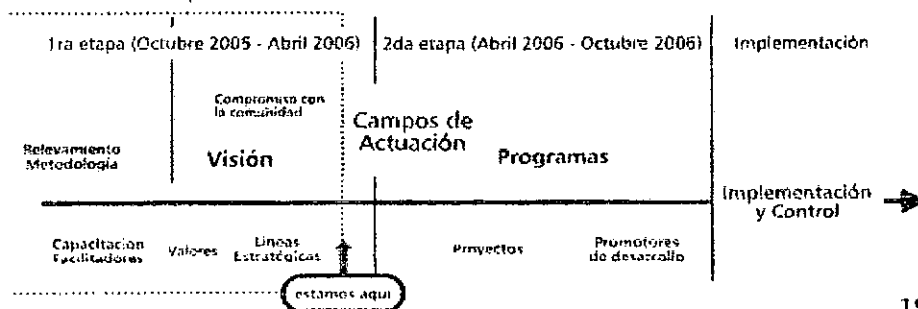 1ra etapa (Octubre 2005 - Abril 2006)
2da etapa (Abril 2006 - Octubre 2006)
Implementación
Compromiso con
la comunidad
Campos de
Actuación
Relevamiento
Metodología
Visión
Programas
Implementación
y Control
Capacitación
Facilitadores
Valores
Líneas
Estratégicas
Proyectos
Promotores
de desarrollo
estamos aquí